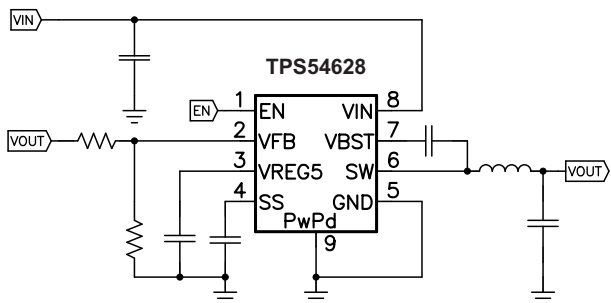 VIN
TPS54628
EN
1
EN
VIN
8
VOUT
2
VFB
VBST
7
3
VREG5
SW
6
VOUT
4
SS
GND
5
PwPd
9